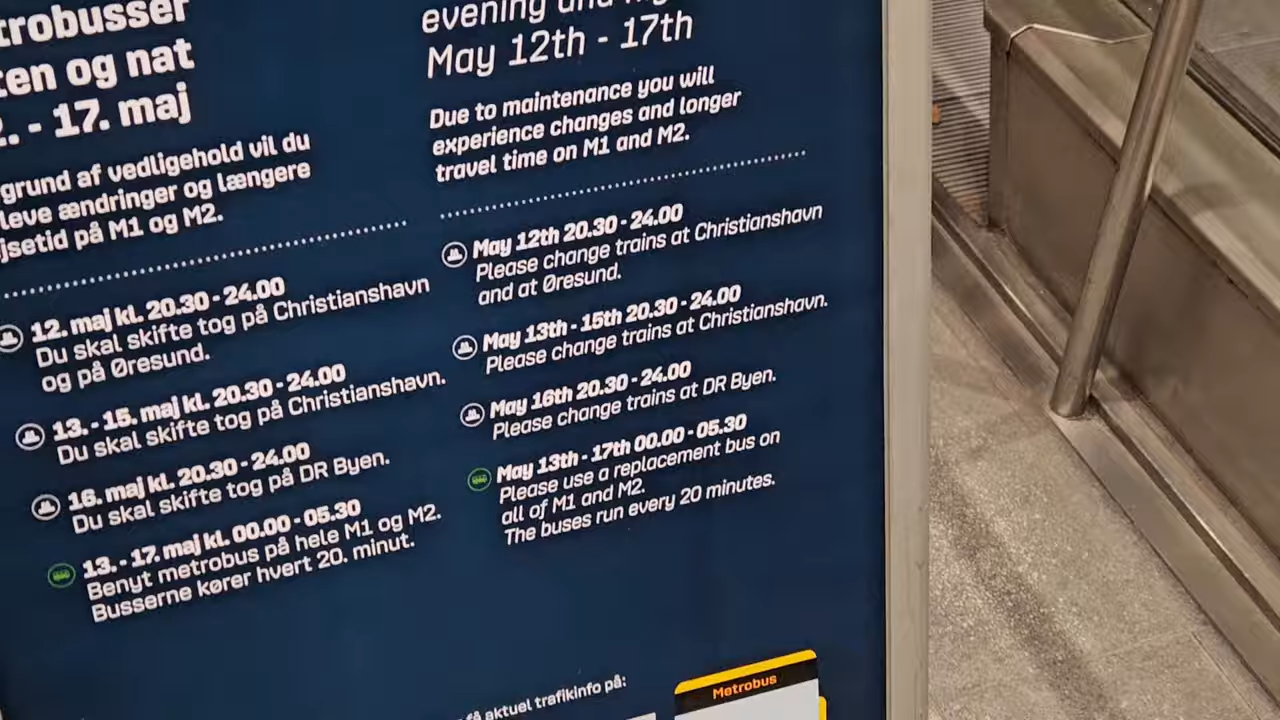 trobusser
ten og nat
. - 17. maj
grund af vedligehold vil du
leve ændringer og længere
jsetid på M1 og M2.
12. maj kl. 20.30 - 24.00
Du skal skifte tog på Christianshavn
og på Øresund.
13. - 15. maj kl. 20.30 - 24.00
Du skal skifte tog på Christianshavn.
16. maj kl. 20.30 - 24.00
Du skal skifte tog på DR Byen.
13. - 17. maj kl. 00.00 - 05.30
Benyt metrobus på hele M1 og M2.
Busserne kører hvert 20. minut.
evening and
May 12th - 17th
Due to maintenance you will
experience changes and longer
travel time on M1 and M2.
May 12th 20.30 - 24.00
Please change trains at Christianshavn
and at Øresund.
May 13th - 15th 20.30 - 24.00
Please change trains at Christianshavn.
May 16th 20.30 - 24.00
Please change trains at DR Byen.
May 13th - 17th 00.00 - 05.30
Please use a replacement bus on
all of M1 and M2.
The buses run every 20 minutes.
få aktuel trafikinfo på:
Metrobus